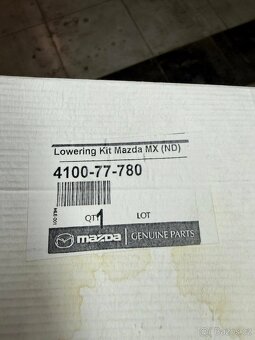 Lowering Kit Mazda MX (ND)
4100-77-780
QTY
1
LOT
mazda GENUINE PARTS